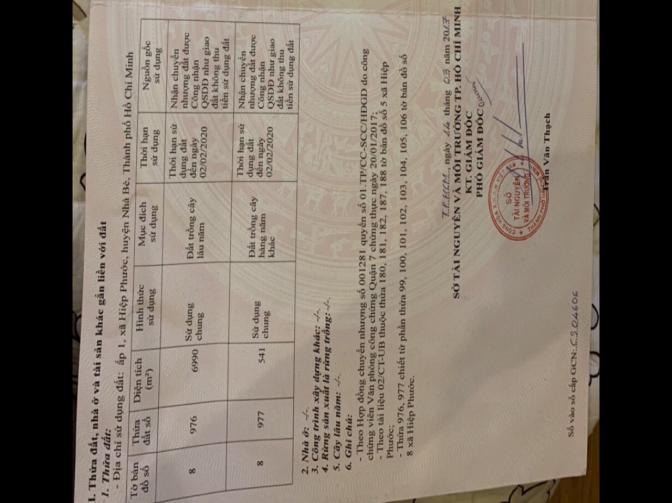 I. Thửa đất, nhà ở và tài sản khác gắn liền với đất
1. Thửa đất:
- Địa chỉ sử dụng đất: ấp 1, xã Hiệp Phước, huyện Nhà Bè, Thành phố Hồ Chí Minh
Tờ bản đồ số | Thửa đất số | Diện tích (m²) | Hình thức sử dụng | Mục đích sử dụng | Thời hạn sử dụng | Nguồn gốc sử dụng
8 | 976 | 6990 | Sử dụng chung | Đất trồng cây lâu năm | Thời hạn sử dụng đất đến ngày 02/02/2020 | Nhận chuyển nhượng đất được Công nhận QSDĐ như giao đất không thu tiền sử dụng đất
8 | 977 | 541 | Sử dụng chung | Đất trồng cây hàng năm khác | Thời hạn sử dụng đất đến ngày 02/02/2020 | Nhận chuyển nhượng đất được Công nhận QSDĐ như giao đất không thu tiền sử dụng đất
2. Nhà ở: -/-.
3. Công trình xây dựng khác: -/-.
4. Rừng sản xuất là rừng trồng: -/-.
5. Cây lâu năm: -/-.
6. Ghi chú:
- Theo Hợp đồng chuyển nhượng số 001281 quyển số 01.TP/CC-SCC/HDGD do công
chứng viên Văn phòng công chứng Quận 7 chứng thực ngày 20/01/2017;
- Theo tài liệu 02/CT-UB thuộc thửa 180, 181, 182, 187, 188 tờ bản đồ số 5 xã Hiệp
Phước;
- Thửa 976, 977 chiết từ phần thửa 99, 100, 101, 102, 103, 104, 105, 106 tờ bản đồ số
8 xã Hiệp Phước.
T.P.HCM, ngày 26 tháng 03 năm 2017
SỞ TÀI NGUYÊN VÀ MÔI TRƯỜNG TP. HỒ CHÍ MINH
KT. GIÁM ĐỐC
PHÓ GIÁM ĐỐC
SỞ
TÀI NGUYÊN
VÀ MÔI TRƯỜNG
Trần Văn Thạch
Số vào sổ cấp GCN: CS04606